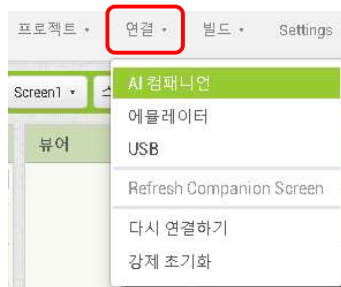 프로젝트 연결 빌드 Settings
Screen1
AI 컴패니언
에뮬레이터
뷰어
USB
Refresh Companion Screen
다시 연결하기
강제 초기화